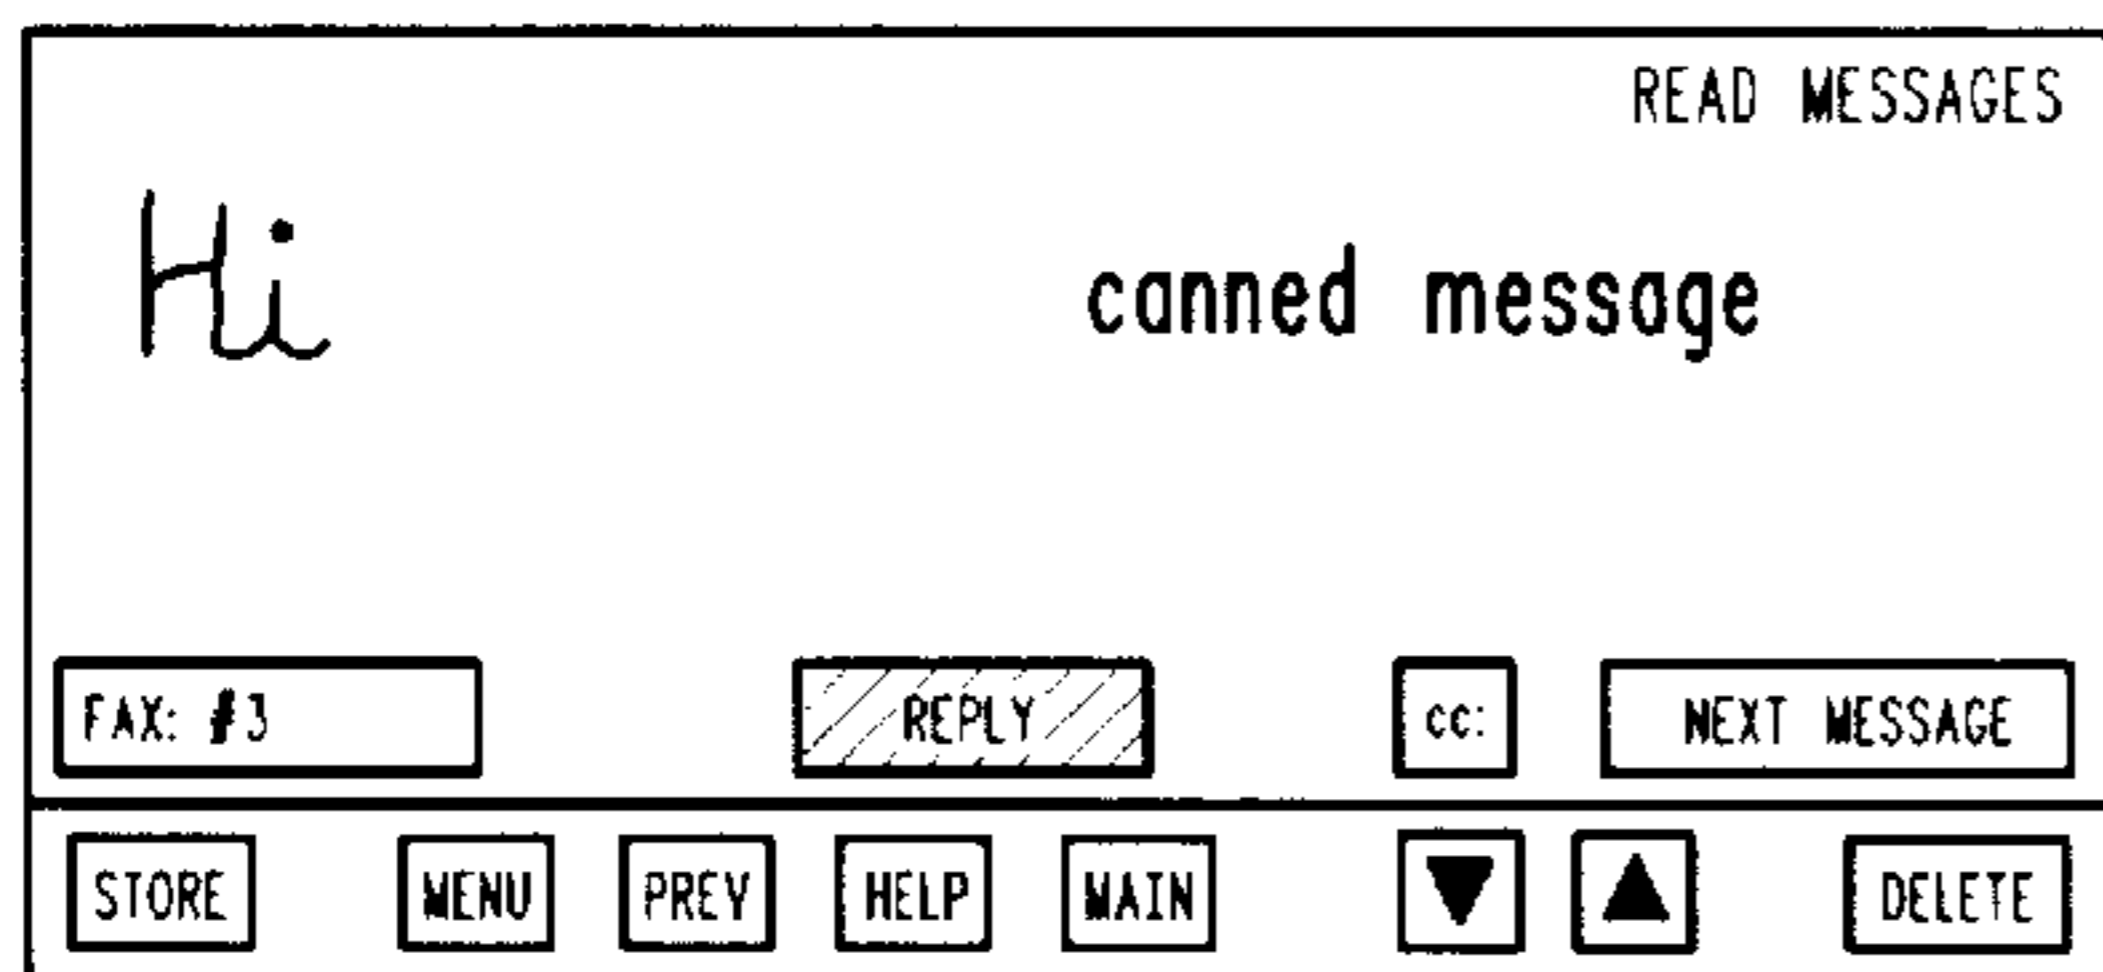 READ MESSAGES
Hi canned message
FAX: #3 REPLY cc: NEXT MESSAGE
STORE MENU PREV HELP MAIN DELETE